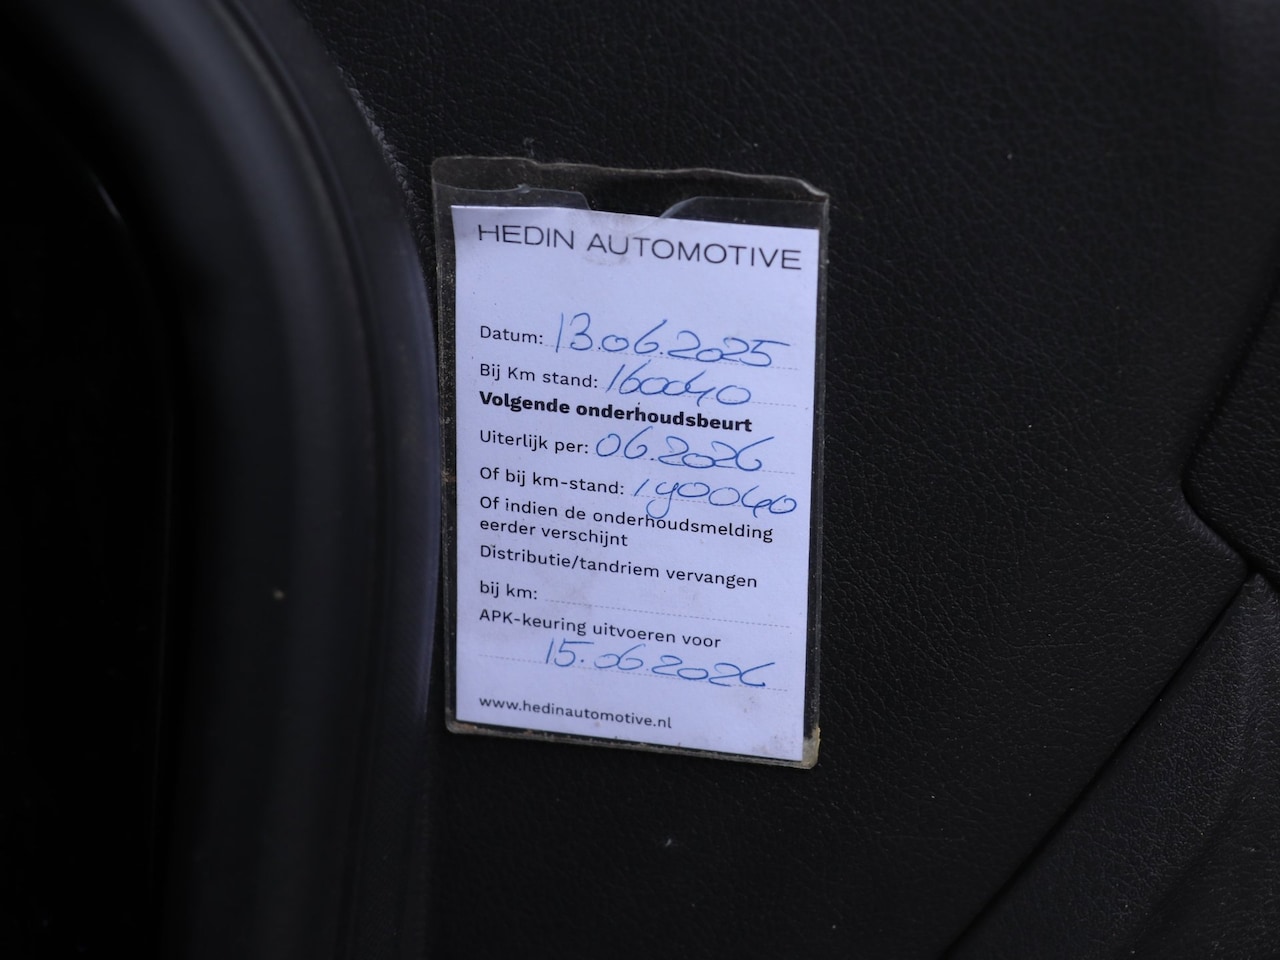 HEDIN AUTOMOTIVE
Datum: 13.06.2025
Bij Km stand: 160040
Volgende onderhoudsbeurt
Uiterlijk per: 06.2026
Of bij km-stand: 190040
Of indien de onderhoudsmelding
eerder verschijnt
Distributie/tandriem vervangen
bij km:
APK-keuring uitvoeren voor
15.06.2026
www.hedinautomotive.nl